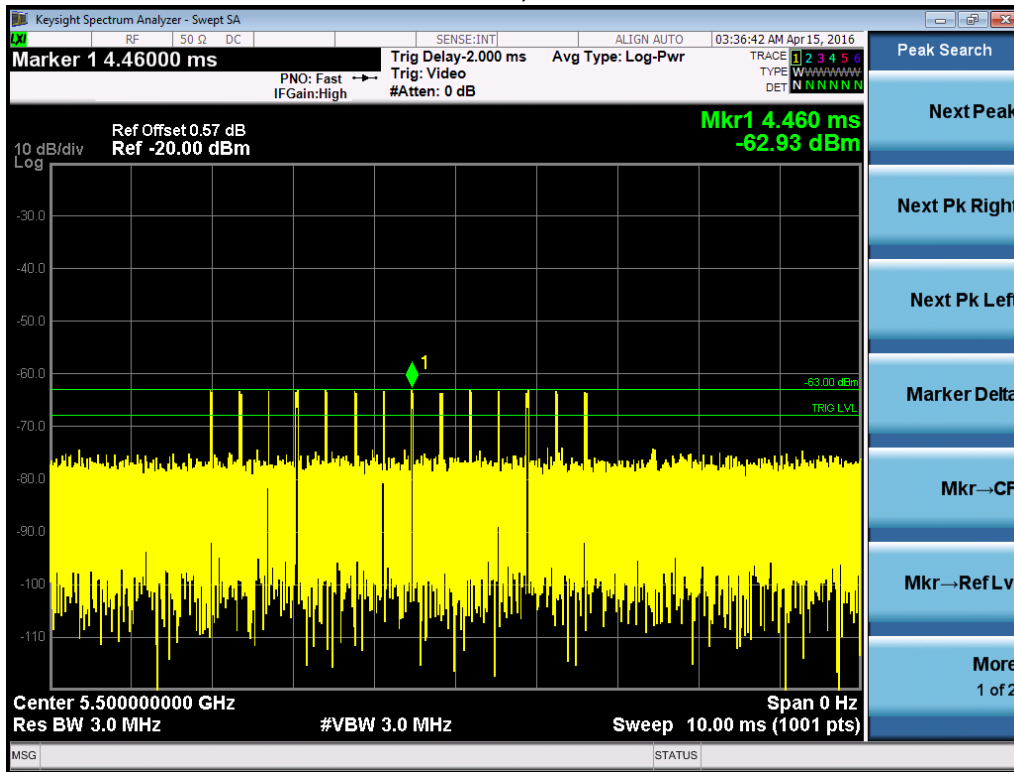 Keysight Spectrum Analyzer - Swept SA
LXI RF 50 Ω DC SENSE:INT ALIGN AUTO 03:36:42 AM Apr 15, 2016
Marker 1 4.46000 ms
PNO: Fast
IFGain:High
Trig Delay-2.000 ms
Trig: Video
#Atten: 0 dB
Avg Type: Log-Pwr
TRACE 1 2 3 4 5 6
TYPE WWWWWW
DET N N N N N N
Mkr1 4.460 ms
-62.93 dBm
Ref Offset 0.57 dB
10 dB/div Ref -20.00 dBm
Log
-30.0
-40.0
-50.0
-60.0
-70.0
-80.0
-90.0
-100
-110
1
-63.00 dBm
TRIG LVL
Center 5.500000000 GHz Span 0 Hz
Res BW 3.0 MHz #VBW 3.0 MHz Sweep 10.00 ms (1001 pts)
MSG STATUS
Peak Search
Next Peak
Next Pk Right
Next Pk Left
Marker Delta
Mkr→CF
Mkr→Ref Lv
More
1 of 2